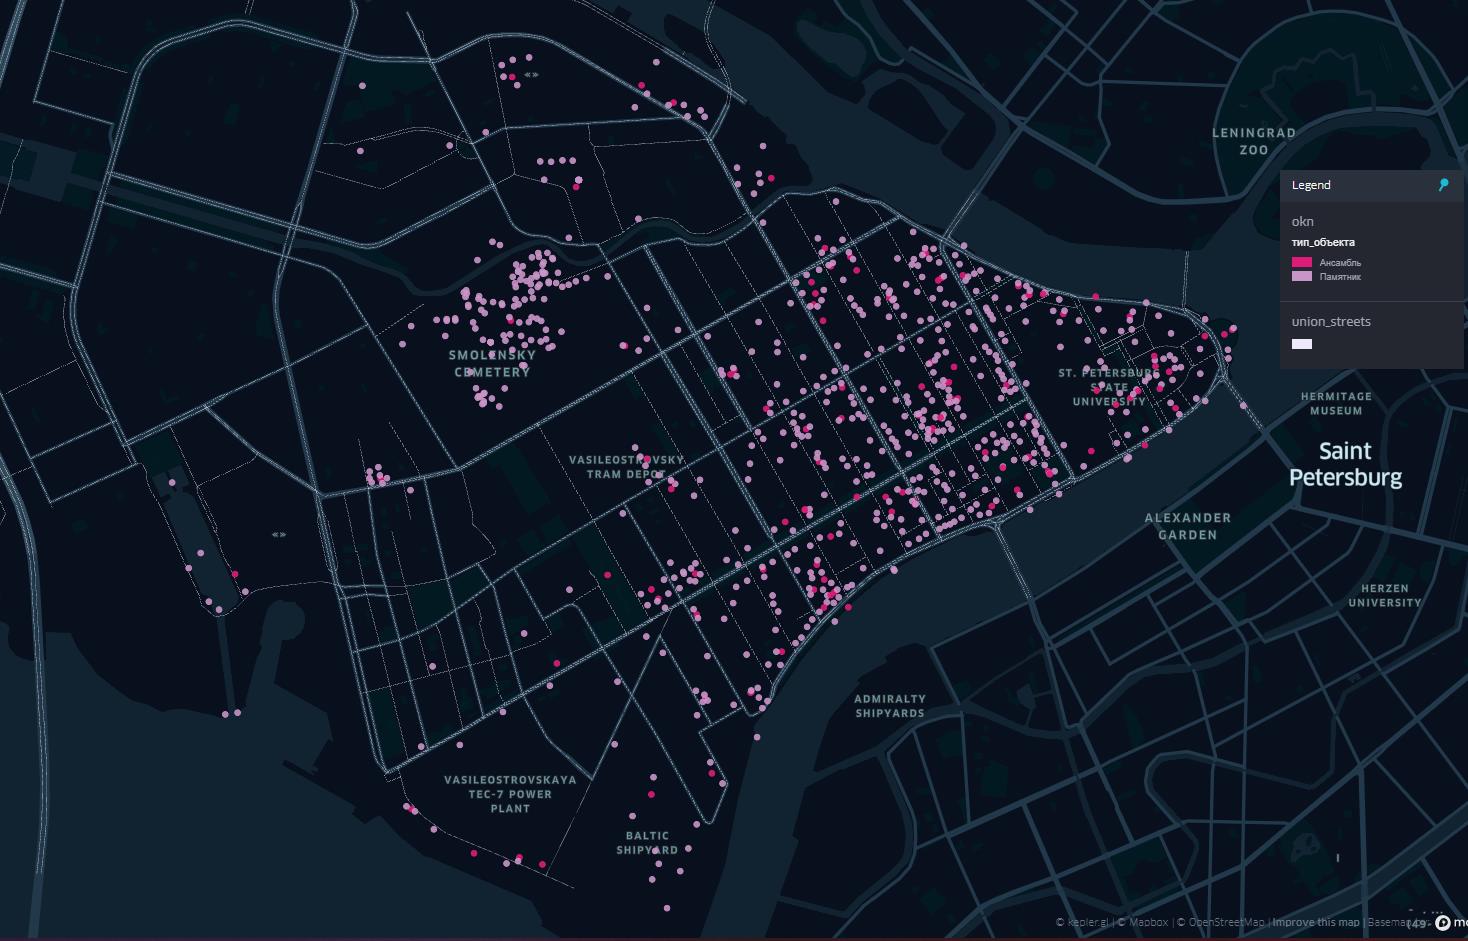 LENINGRAD
ZOO
Legend
okn
тип_объекта
Ансамбль
Памятник
union_streets
SMOLENSKY
CEMETERY
ST. PETERSBURG
STATE
UNIVERSITY
HERMITAGE
MUSEUM
Saint
Petersburg
VASILEOSTROVSKY
TRAM DEPOT
ALEXANDER
GARDEN
HERZEN
UNIVERSITY
ADMIRALTY
SHIPYARDS
VASILEOSTROVSKAYA
TEC-7 POWER
PLANT
BALTIC
SHIPYARD
© kepler.gl | © Mapbox | © OpenStreetMap | Improve this map | Basemap by: